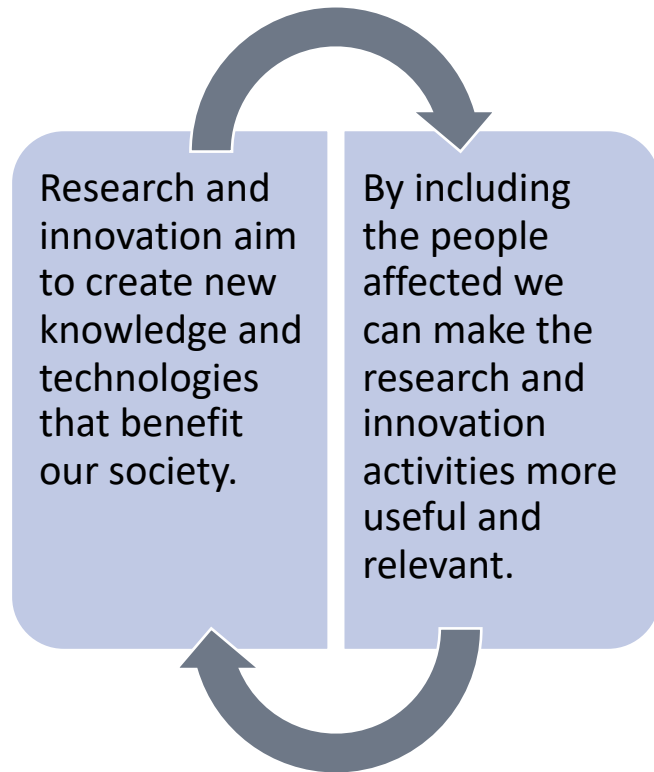 Research and
innovation aim
to create new
knowledge and
technologies
that benefit
our society.
By including
the people
affected we
can make the
research and
innovation
activities more
useful and
relevant.